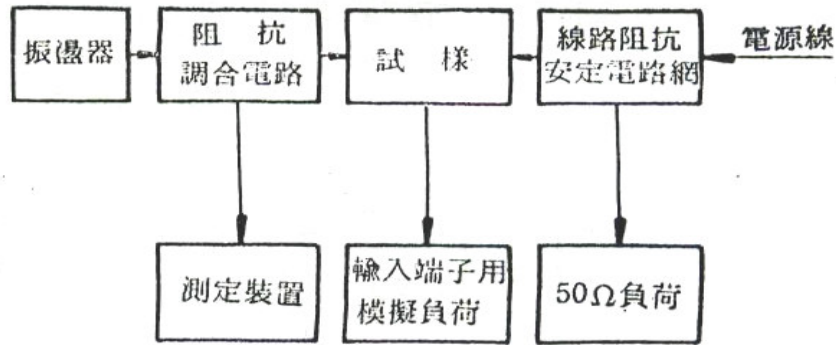 振盪器
阻抗
調合電路
試樣
線路阻抗
安定電路網
電源線
測定裝置
輸入端子用
模擬負荷
50Ω負荷